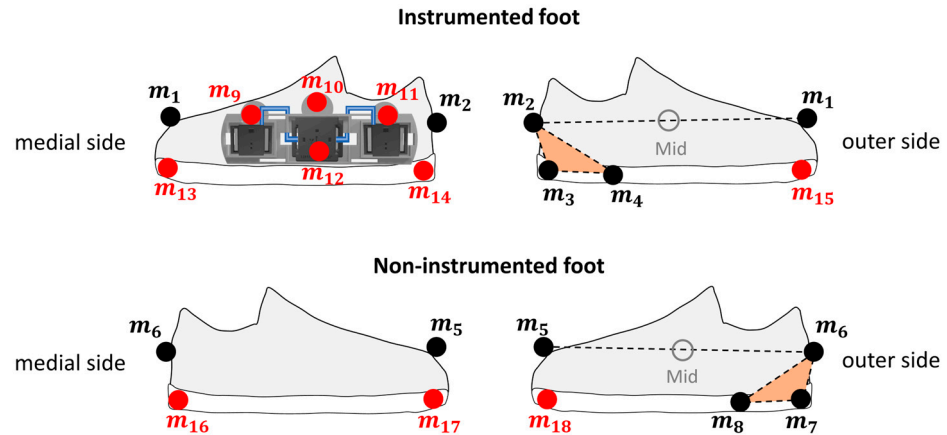 Instrumented foot
m₁ m₉ m₁₀ m₁₁ m₂
medial side
m₁₂
m₁₃ m₁₄
m₂ m₁
Mid
outer side
m₃ m₄ m₁₅
Non-instrumented foot
m₆ m₅
medial side
m₁₆ m₁₇
m₅ m₆
Mid
outer side
m₁₈ m₈ m₇